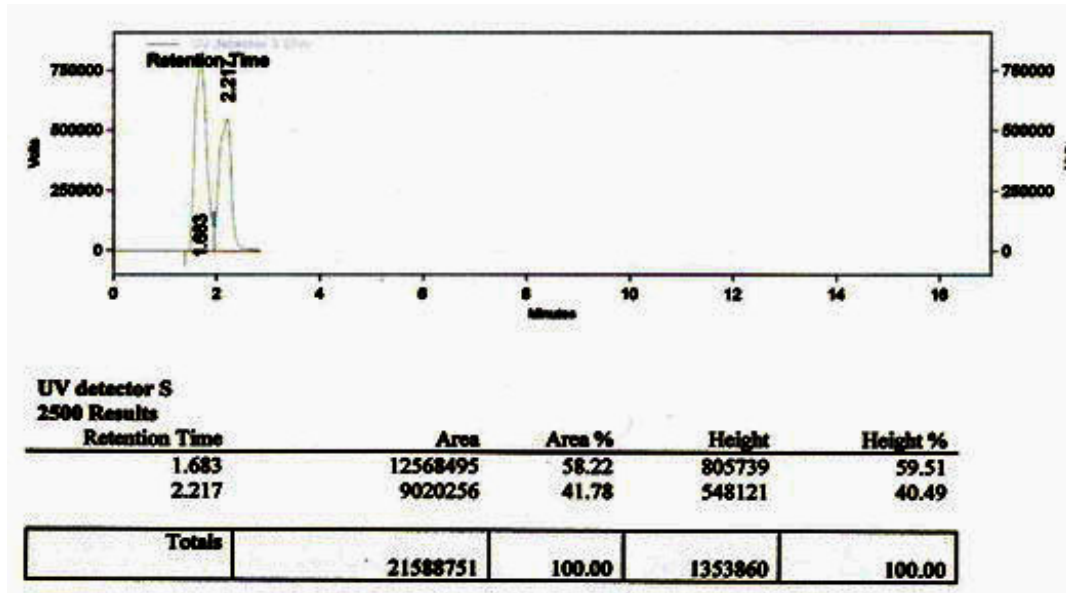 Retention Time
2.217
1.683
750000
500000
250000
0
Volts
750000
500000
250000
0
0 2 4 6 8 10 12 14 16
Minutes
UV detector S
2500 Results
Retention Time Area Area % Height Height %
1.683 12568495 58.22 805739 59.51
2.217 9020256 41.78 548121 40.49
Totals
21588751 100.00 1353860 100.00